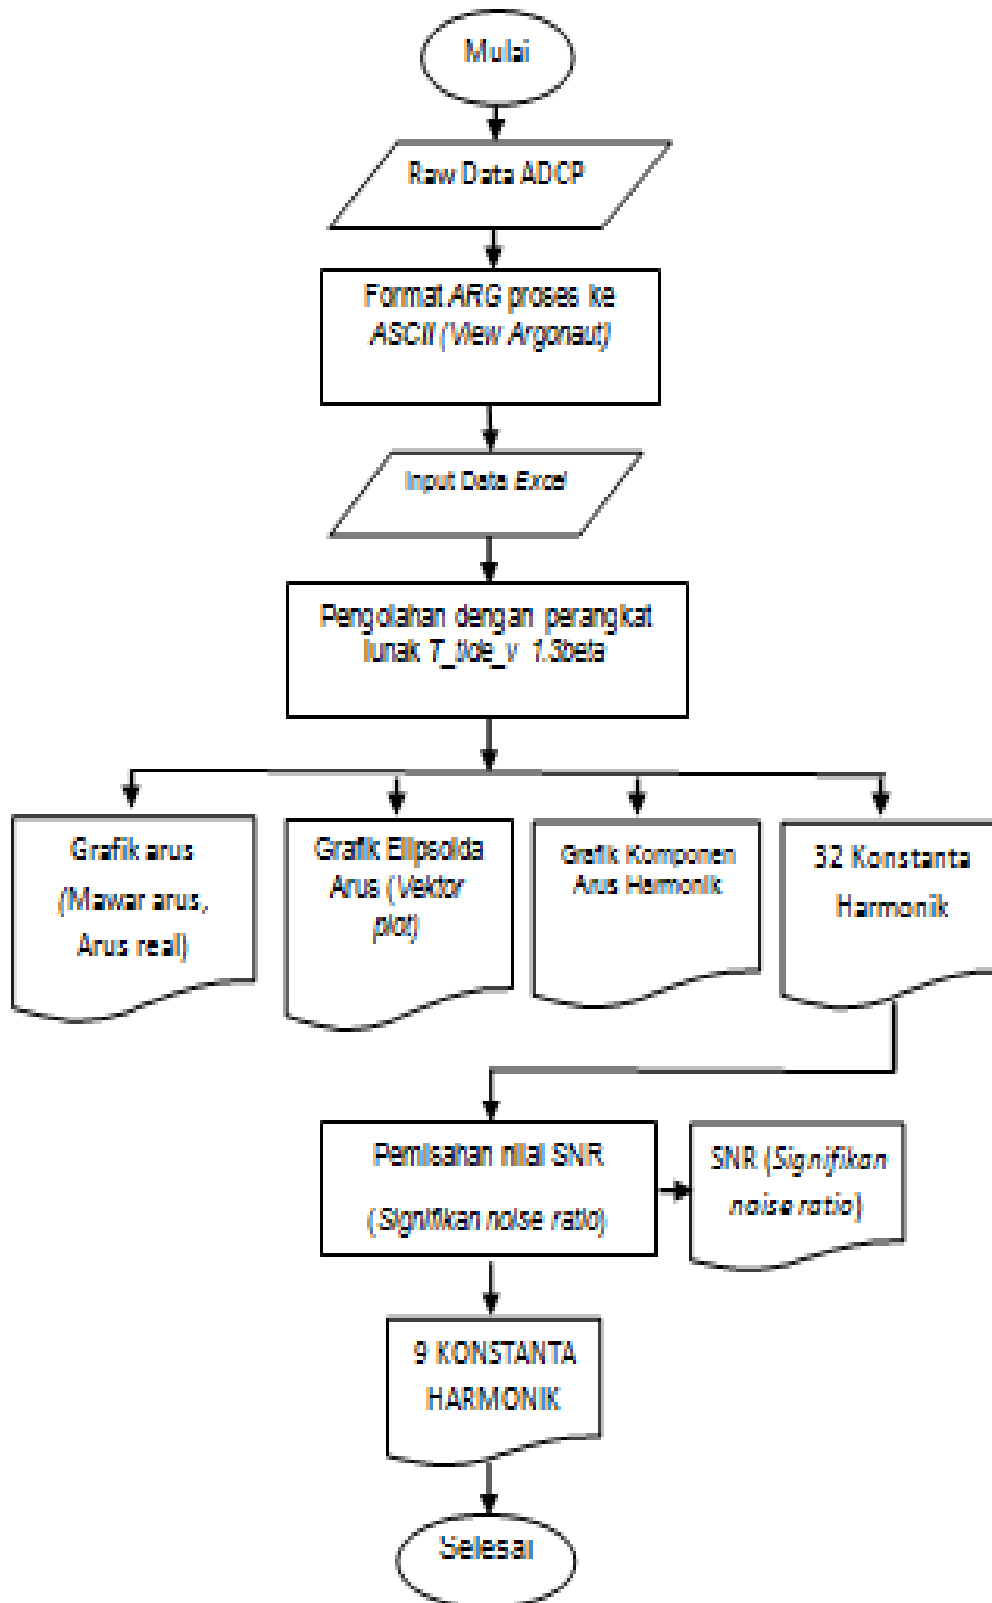 Mulai
Raw Data ADCP
Format ARG proses ke
ASCII (View Argonaut)
Input Data Excel
Pengolahan dengan perangkat
lunak T_tide_v 1.3beta
Grafik arus
(Mawar arus,
Arus real)
Grafik Elipsoida
Arus (Vektor
plot)
Grafik Komponen
Arus Harmonik
32 Konstanta
Harmonik
Pemisahan nilai SNR
(Signifikan noise ratio)
SNR (Signifikan
noise ratio)
9 KONSTANTA
HARMONIK
Selesai